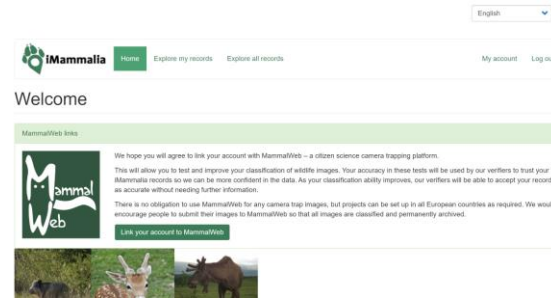 English
iMammalia Home Explore my records Explore all records My account Log ou
Welcome
MammalWeb links
We hope you will agree to link your account with MammalWeb – a citizen science camera trapping platform.
This will allow you to test and improve your classification of wildlife images. Your accuracy in these tests will be used by our verifiers to trust your
iMammalia records so we can be more confident in the data. As your classification ability improves, our verifiers will be able to accept your record
as accurate without needing further information.
There is no obligation to use MammalWeb for any camera trap images, but projects can be set up in all European countries as required. We woul
encourage people to submit their images to MammalWeb so that all images are classified and permanently archived.
Mammal
Web
Link your account to MammalWeb